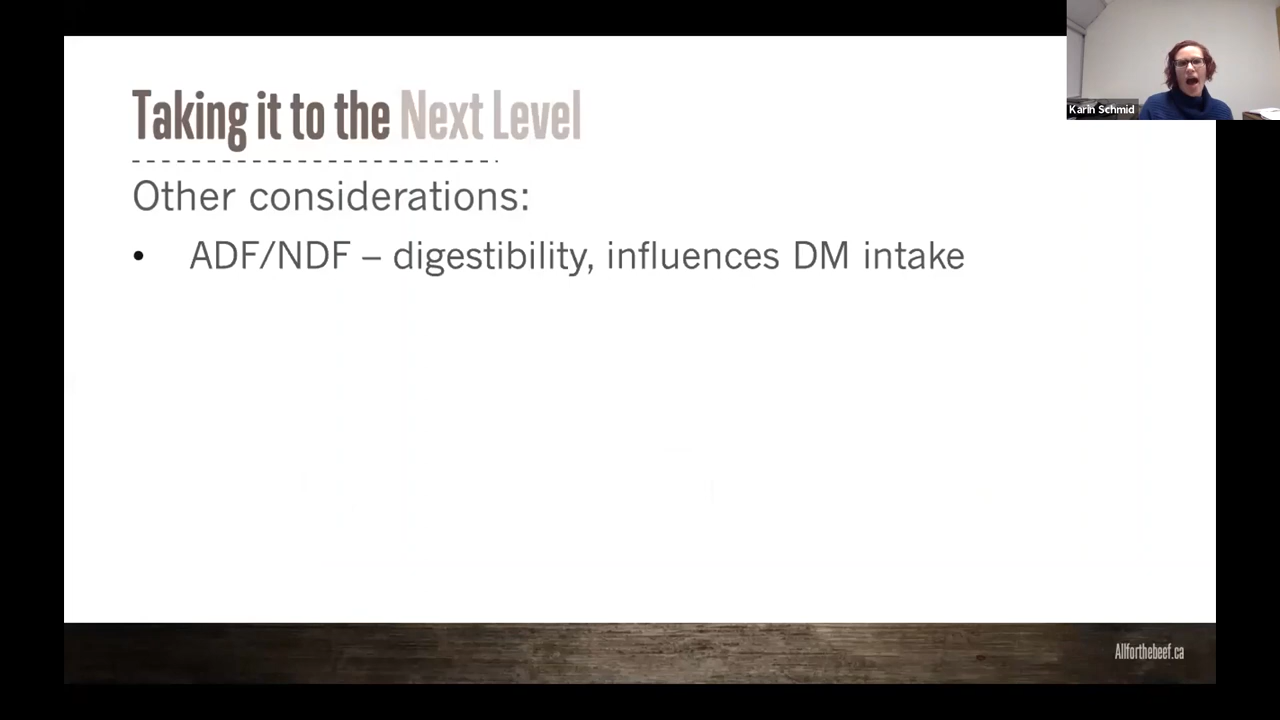 Karin Schmid
Taking it to the Next Level
Other considerations:
• ADF/NDF – digestibility, influences DM intake
Allforthebeef.ca